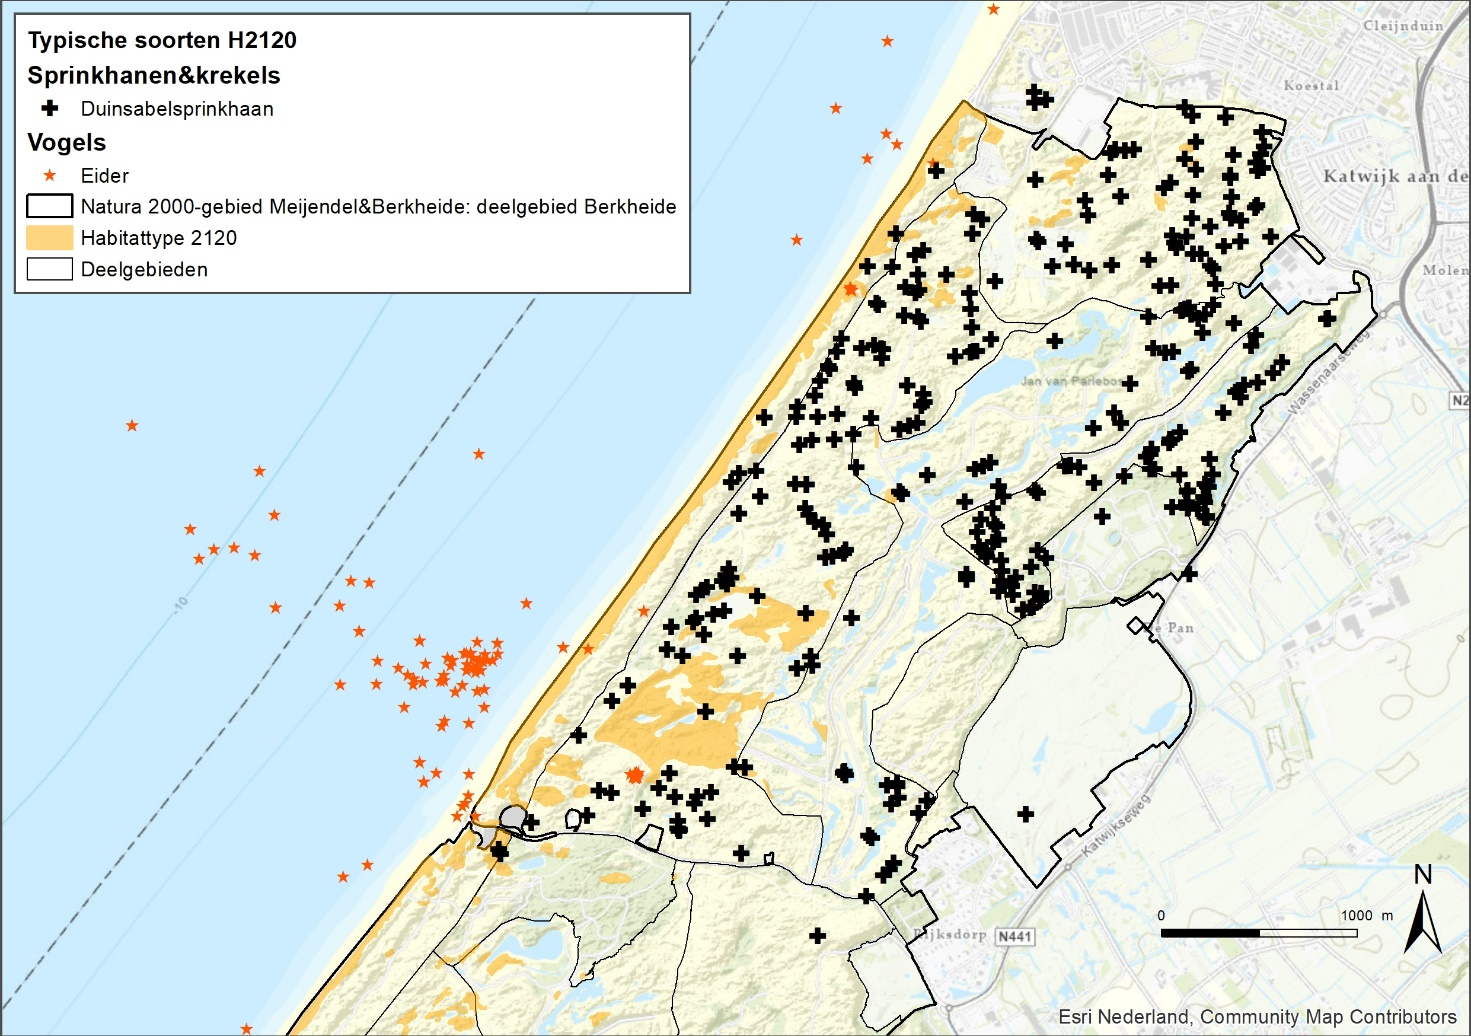 Typische soorten H2120
Sprinkhanen&krekels
Duinsabelsprinkhaan
Vogels
Eider
Natura 2000-gebied Meijendel&Berkheide: deelgebied Berkheide
Habitattype 2120
Deelgebieden
Cleijnduin
Koestal
Katwijk aan de
Molen
Jan van Parlebos
Wassenaarseweg
N2
-10
De Pan
Katwijkseweg
Rijksdorp
N441
N
0 1000 m
Esri Nederland, Community Map Contributors